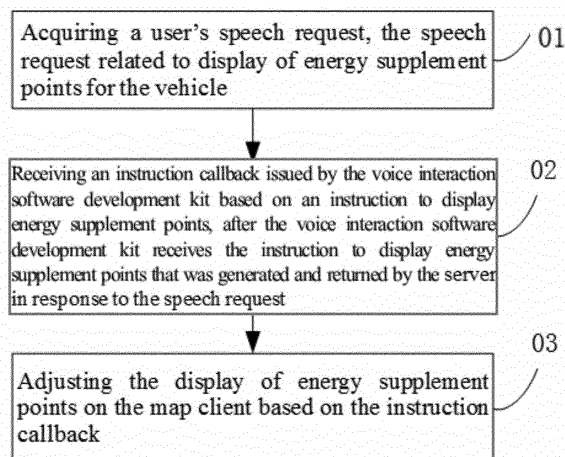 Acquiring a user's speech request, the speech
01
request related to display of energy supplement
points for the vehicle
Receiving an instruction callback issued by the voice interaction
02
software development kit based on an instruction to display
energy supplement points, after the voice interaction software
development kit receives the instruction to display energy
supplement points that was generated and returned by the server
in response to the speech request
03
Adjusting the display of energy supplement
points on the map client based on the instruction
callback